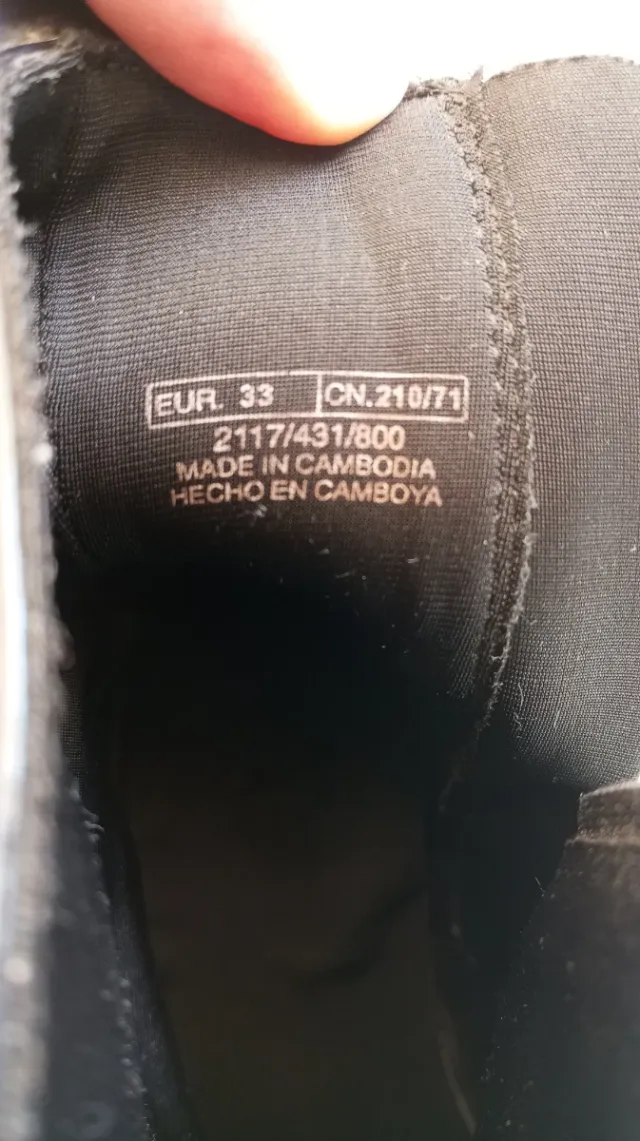 EUR. 33 CN.210/71
2117/431/800
MADE IN CAMBODIA
HECHO EN CAMBOYA